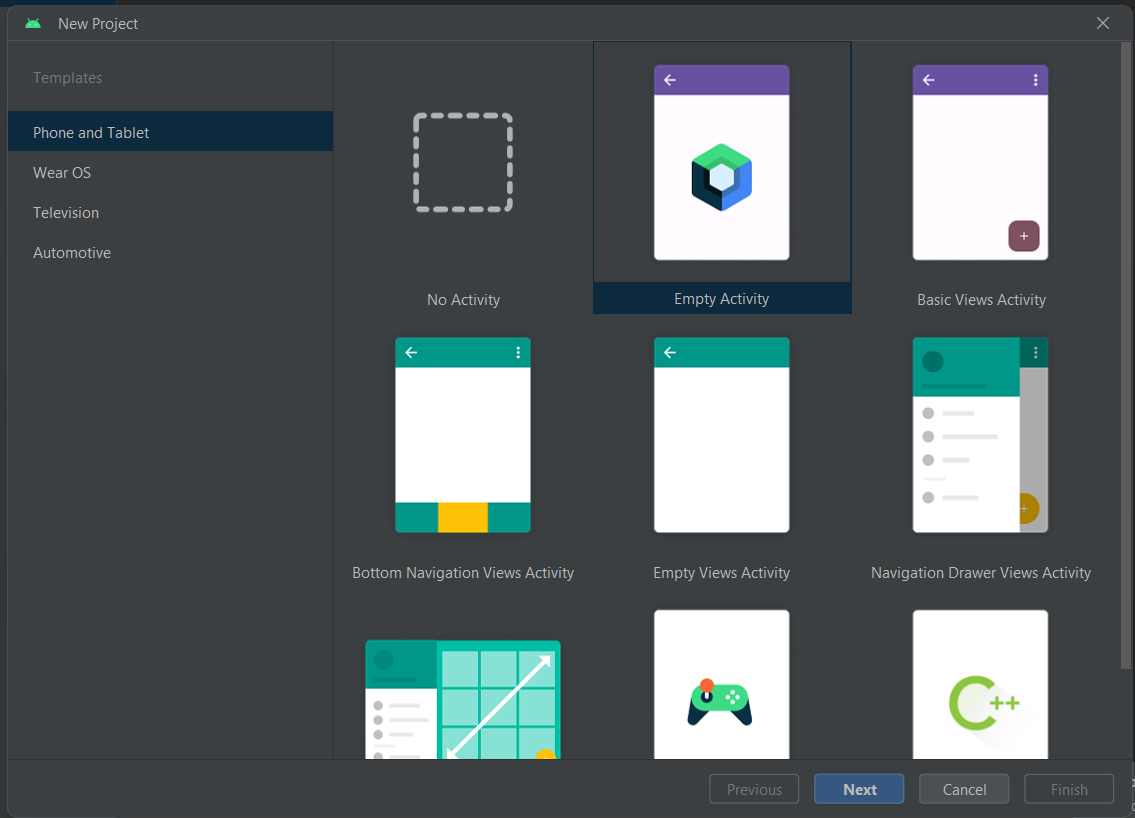 New Project
Templates
Phone and Tablet
Wear OS
Television
Automotive
No Activity
Empty Activity
Basic Views Activity
Bottom Navigation Views Activity
Empty Views Activity
Navigation Drawer Views Activity
C++
Previous
Next
Cancel
Finish